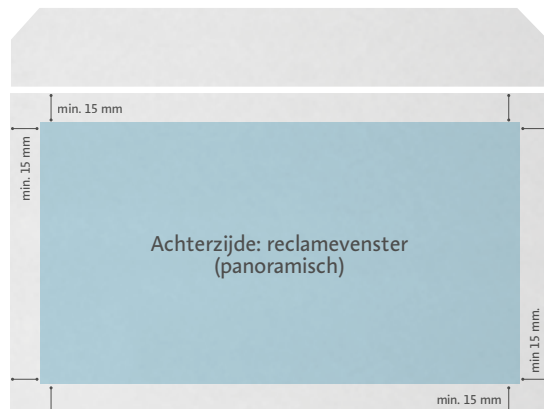 min. 15 mm
min. 15 mm
Achterzijde: reclamevenster
(panoramisch)
min 15 mm.
min. 15 mm